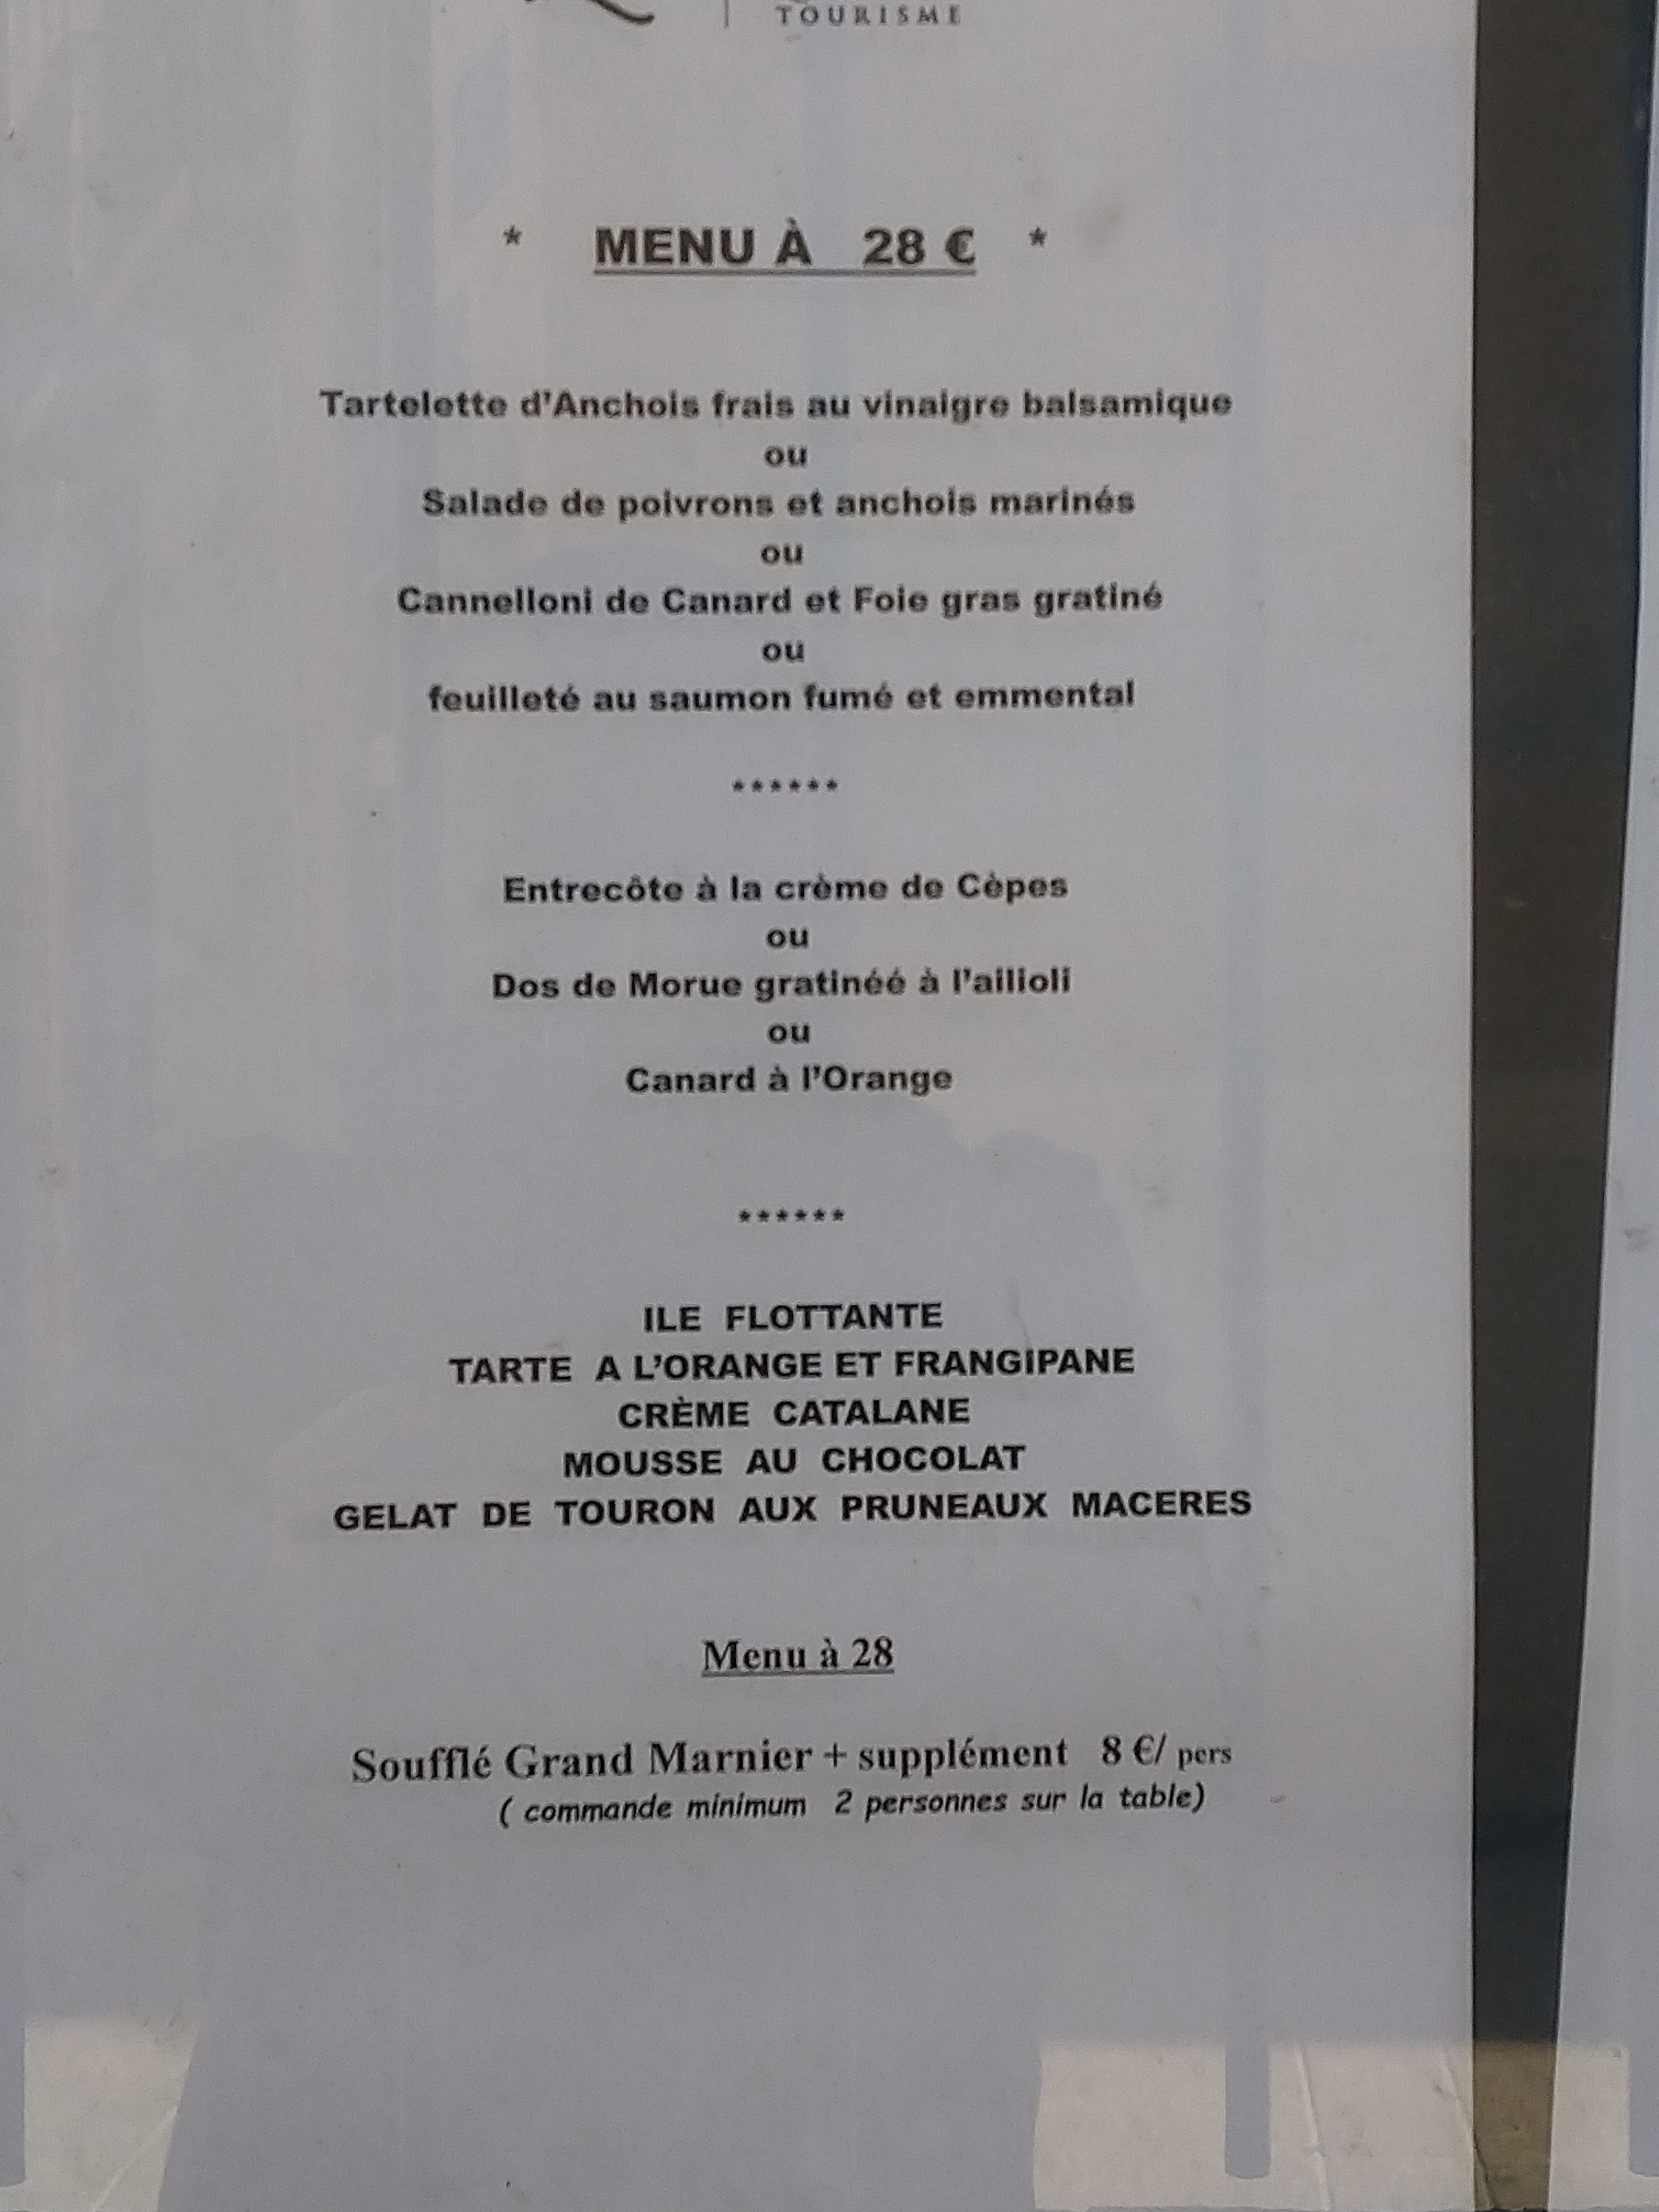 TOURISME
* MENU À 28 € *
Tartelette d'Anchois frais au vinaigre balsamique
ou
Salade de poivrons et anchois marinés
ou
Cannelloni de Canard et Foie gras gratiné
ou
feuilleté au saumon fumé et emmental
******
Entrecôte à la crème de Cèpes
ou
Dos de Morue gratinéé à l'ailioli
ou
Canard à l'Orange
******
ILE FLOTTANTE
TARTE A L'ORANGE ET FRANGIPANE
CRÈME CATALANE
MOUSSE AU CHOCOLAT
GELAT DE TOURON AUX PRUNEAUX MACERES
Menu à 28
Soufflé Grand Marnier + supplément 8 €/ pers
( commande minimum 2 personnes sur la table)